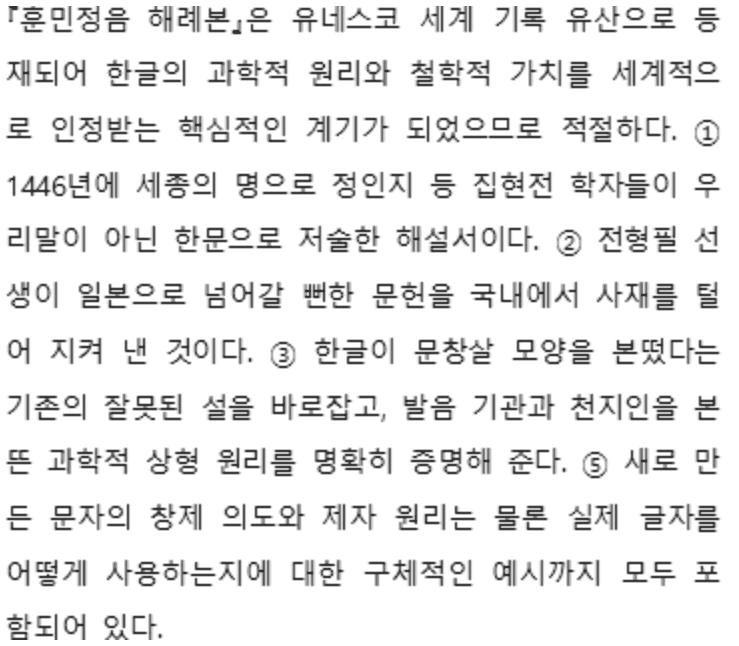 『훈민정음 해례본』은 유네스코 세계 기록 유산으로 등
재되어 한글의 과학적 원리와 철학적 가치를 세계적으
로 인정받는 핵심적인 계기가 되었으므로 적절하다. ①
1446년에 세종의 명으로 정인지 등 집현전 학자들이 우
리말이 아닌 한문으로 저술한 해설서이다. ② 전형필 선
생이 일본으로 넘어갈 뻔한 문헌을 국내에서 사재를 털
어 지켜 낸 것이다. ③ 한글이 문창살 모양을 본떴다는
기존의 잘못된 설을 바로잡고, 발음 기관과 천지인을 본
뜬 과학적 상형 원리를 명확히 증명해 준다. ⑤ 새로 만
든 문자의 창제 의도와 제자 원리는 물론 실제 글자를
어떻게 사용하는지에 대한 구체적인 예시까지 모두 포
함되어 있다.